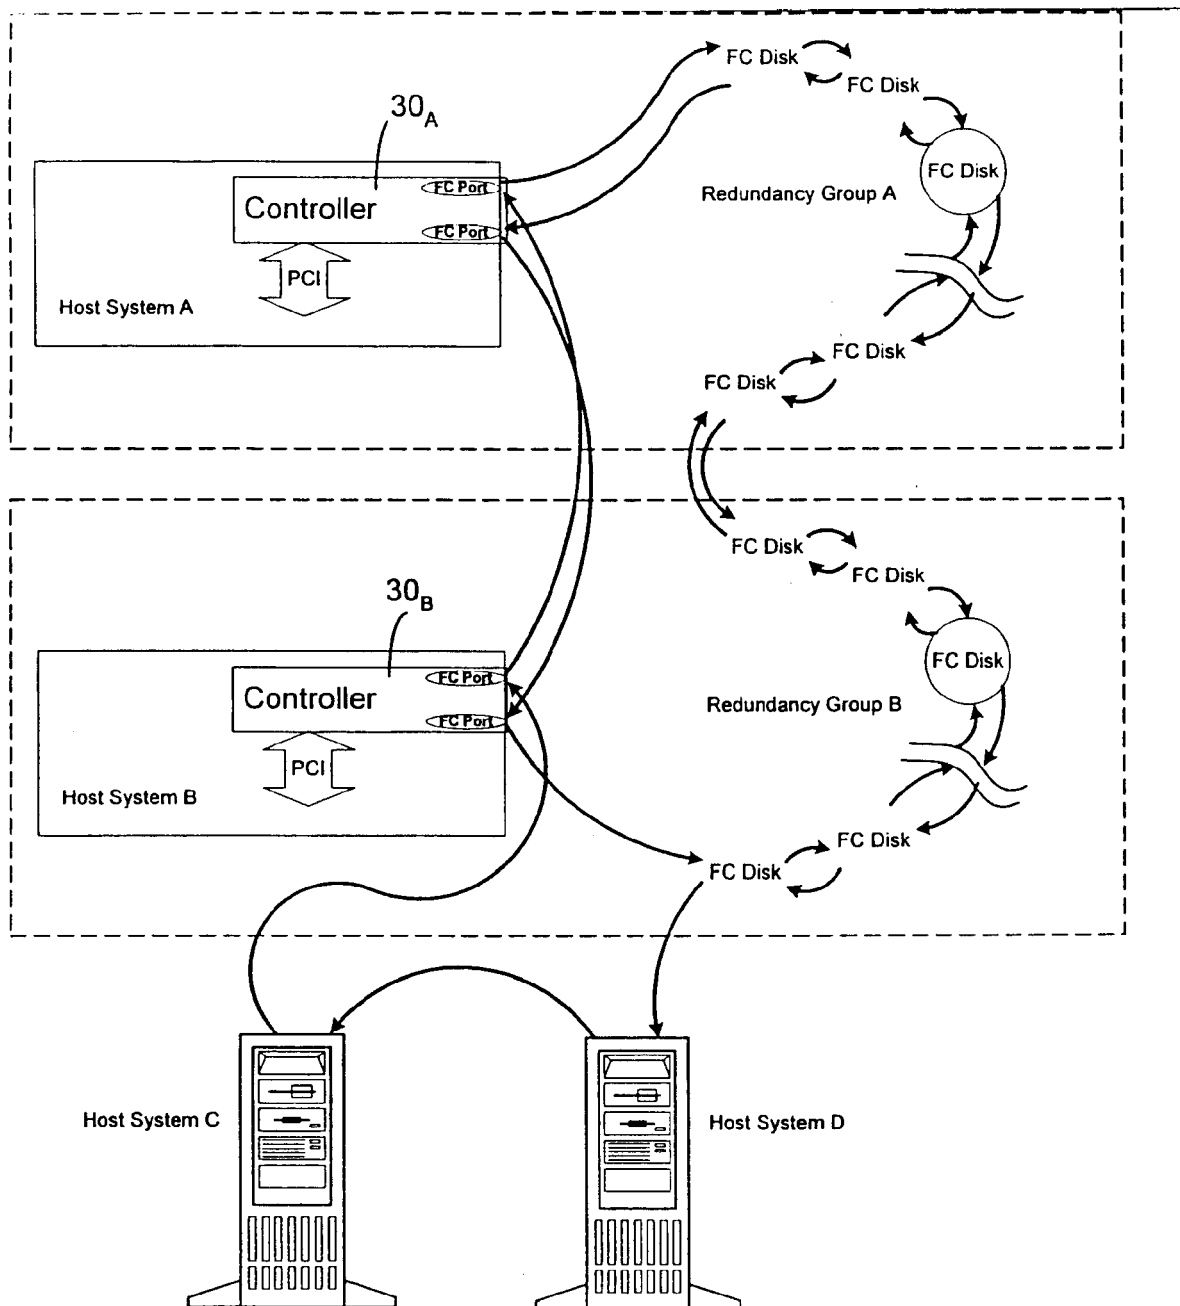 FC Disk
FC Disk
30A
FC Disk
FC Port
Controller
Redundancy Group A
FC Port
PCI
Host System A
FC Disk
FC Disk
FC Disk
FC Disk
30B
FC Disk
FC Port
Controller
Redundancy Group B
FC Port
PCI
Host System B
FC Disk
FC Disk
Host System C
Host System D